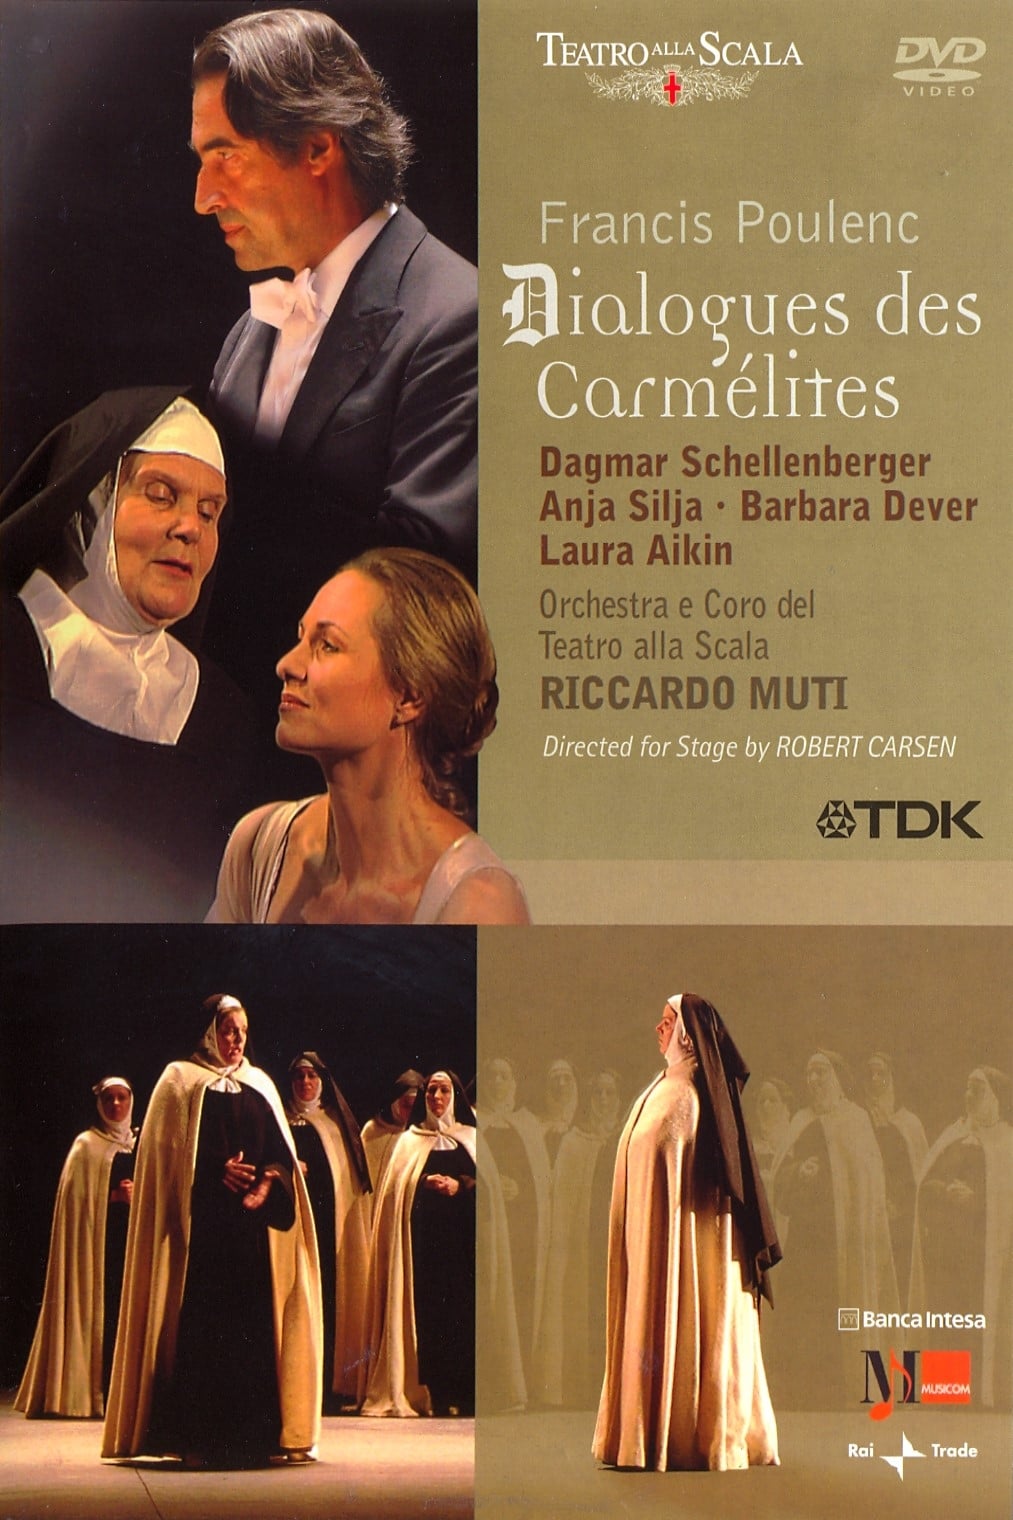 TEATRO ALLA SCALA
DVD
VIDEO
Francis Poulenc
Dialogues des
Carmélites
Dagmar Schellenberger
Anja Silja · Barbara Dever
Laura Aikin
Orchestra e Coro del
Teatro alla Scala
RICCARDO MUTI
Directed for Stage by ROBERT CARSEN
TDK
Banca Intesa
M MUSICOM
Rai Trade